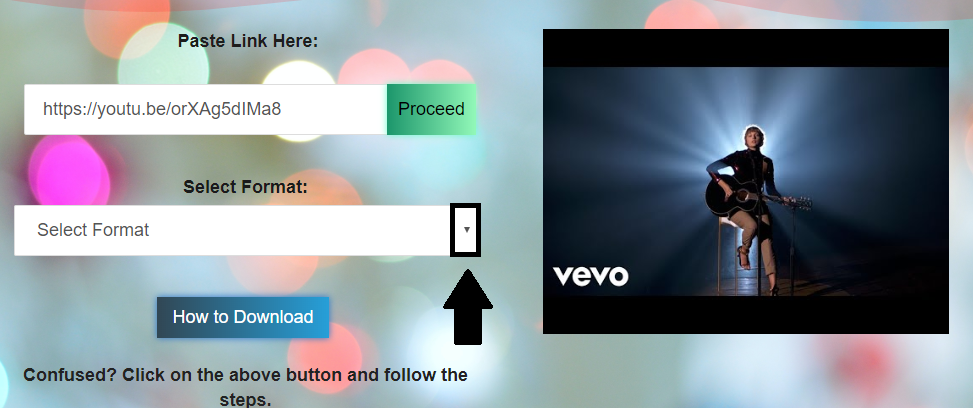 Paste Link Here:
https://youtu.be/orXAg5dIMa8
Proceed
Select Format:
Select Format
How to Download
Confused? Click on the above button and follow the
steps.
vevo